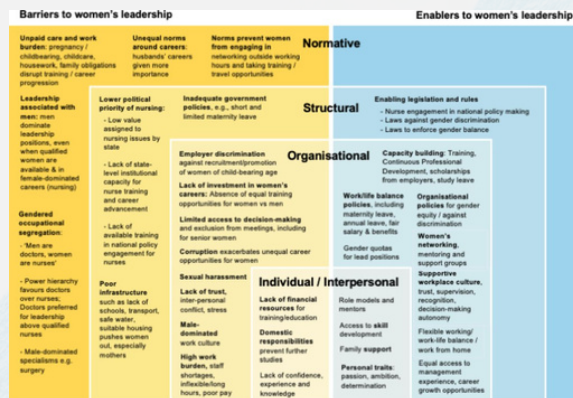 Barriers to women's leadership
Enablers to women's leadership
Normative
Unpaid care and work
burden: pregnancy /
childbearing, childcare,
housework, family obligations
disrupt training / career
progression
Unequal norms
around careers:
husbands' careers
given more
importance
Norms prevent women
from engaging in
networking outside working
hours and taking training /
travel opportunities
Leadership
associated with
men: men
dominate
leadership
positions, even
when qualified
women are
available & in
female-dominated
careers (nursing)
Gendered
occupational
segregation:
- 'Men are
doctors, women
are nurses'
- Power hierarchy
favours doctors
over nurses;
Doctors preferred
for leadership
above qualified
nurses
- Male-dominated
specialisms e.g.
surgery
Structural
Lower political
priority of nursing:
- Low value
assigned to
nursing issues by
state
- Lack of state-
level institutional
capacity for
nurse training
and career
advancement
- Lack of
available training
in national policy
engagement for
nurses
Poor
infrastructure
such as lack of
schools, transport,
safe water,
suitable housing
pushes women
out, especially
mothers
Inadequate government
policies, e.g., short and
limited maternity leave
Enabling legislation and rules
- Nurse engagement in national policy making
- Laws against gender discrimination
- Laws to enforce gender balance
Organisational
Employer discrimination
against recruitment/promotion
of women of child-bearing age
Lack of investment in women's
careers: Absence of equal training
opportunities for women vs men
Limited access to decision-making
and exclusion from meetings, including
for senior women
Corruption exacerbates unequal career
opportunities for women
Sexual harassment
Lack of trust,
inter-personal
conflict, stress
Male-
dominated
work culture
High work
burden, staff
shortages,
inflexible/long
hours, poor pay
Capacity building: Training,
Continuous Professional
Development, scholarships
from employers, study leave
Work/life balance
policies, including
maternity leave,
annual leave, fair
salary & benefits
Gender quotas
for lead positions
Organisational
policies for gender
equity / against
discrimination
Women's
networking,
mentoring and
support groups
Supportive
workplace culture,
trust, supervision,
recognition,
decision-making
autonomy
Flexible working/
work-life balance /
work from home
Equal access to
management
experience, career
growth opportunities
Individual / Interpersonal
Lack of financial
resources for
training/education
Domestic
responsibilities
prevent further
studies
Lack of confidence,
experience and
knowledge
Role models and
mentors
Access to skill
development
Family support
Personal traits:
passion, ambition,
determination